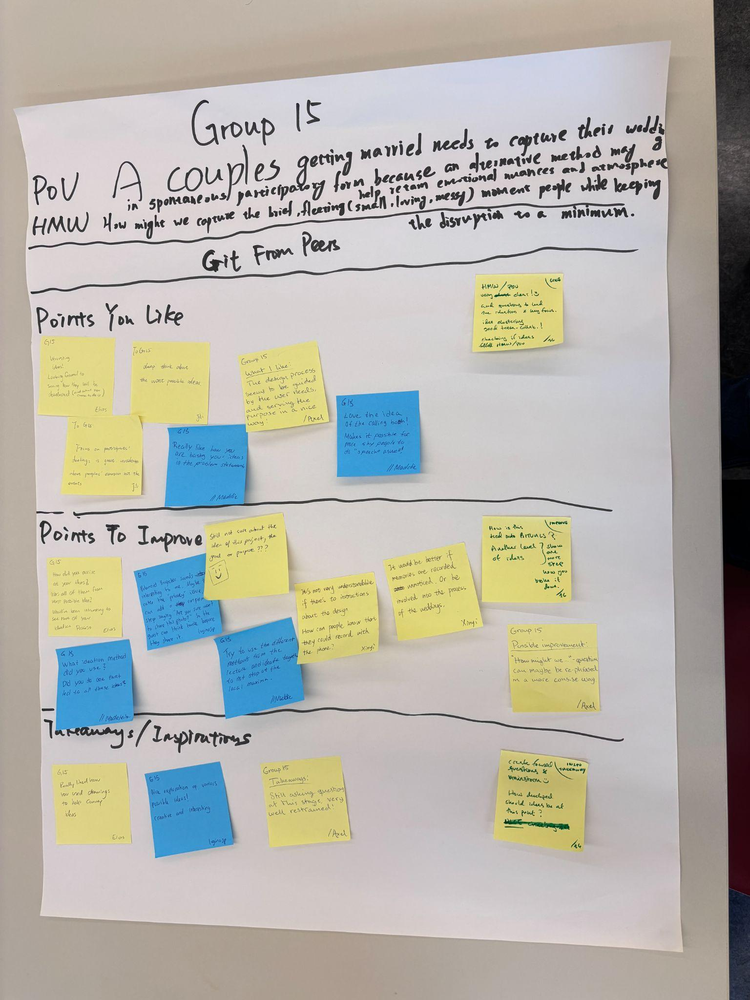 Group 15
PoV A couples getting married needs to capture their wedding
in spontaneous, participatory form because an alternative method may
help retain emotional nuances and atmosphere
HMW How might we capture the brief, fleeting (small, loving, messy) moment people while keeping
the disruption to a minimum.
Git From Peers
Points You Like
HMW/POV LIKE
very clear!
Good questions to lead
the ideation & key focus.
idea clustering
good team-collab.!
checking if ideas
fulfill HMW/POV
G15
Interesting
ideas!
Looking forward to
seeing how they will be
developed (and what you
choose to do)
Elias
To G15
deep think about
the worst possible ideas.
Jili
Group 15
What I like:
The design process
seems to be guided
by the user needs,
and serving the
purpose in a nice
way!
/Axel
G15
Love the idea
of the calling booth!
Makes it possible for
more shy people to
do "speech" aswell!
//Maddie
To G15
Focus on participants'
feelings is great. consider
about peoples' emotion not the
events
Jili
G15
Really like how you
are basing your ideas
in the problem statements
//Maddie
Points To Improve
Still not sure about the
idea of this project, the
goal or purpose???
How is this IMPROVE
tied into RITUALS?
Another level
of ideas
show
one
more
step
how you
broke it
down.
G15
How did you arrive
at your ideas?
Was all of them from
Worst Possible Idea?
Would've been interesting to
see more of your
ideation Process
Elias
G15
Polaroid Projector sounds
interesting to me. Maybe to
cater the "privacy" issue,
can add a confirm
step saying "Are you sure want
to share this photo?" So the
guest can think twice before
they share it.
luginasp
It's not very understandable
if there's to instructions
about the design.
How can people know that
they could record with
the phone?
Xinyi
It would be better if
memories are recorded
unnoticed. Or be
involved into the process
of the weddings.
Xinyi
G15
What ideation method
did you use?
Did you do one that
led to all these ideas?
//Madeleine
G15
Try to use the different
methods from the
lecture and ideate together
to not stop at the
local maxima.
//Maddie
Group 15
Possible improvement:
"How might we..."-question
can maybe be re-phrased
in a more consise way.
/Axel
Takeaways/Inspirations
G15
Really liked how
you used drawings
to help convey
ideas
Elias
G15
Nice exploration of various
possible ideas!
creative and interesting
luginasp
Group 15
Takeaways:
Still asking question
at this stage, very
well restrained!
/Axel
create focused INSPO
questions & TAKEAWAY
brainstorm
How developed
should ideas be at
this point?